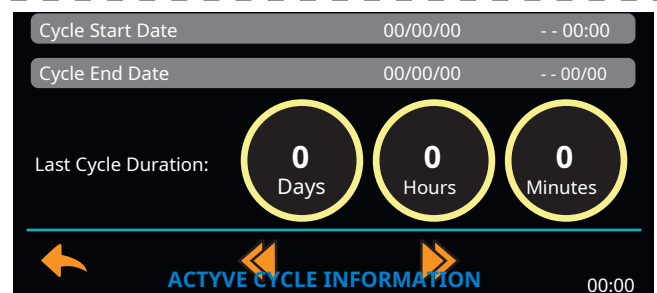 Cycle Start Date 00/00/00 - - 00:00
Cycle End Date 00/00/00 - - 00/00
Last Cycle Duration: 0 Days 0 Hours 0 Minutes
ACTYVE CYCLE INFORMATION 00:00